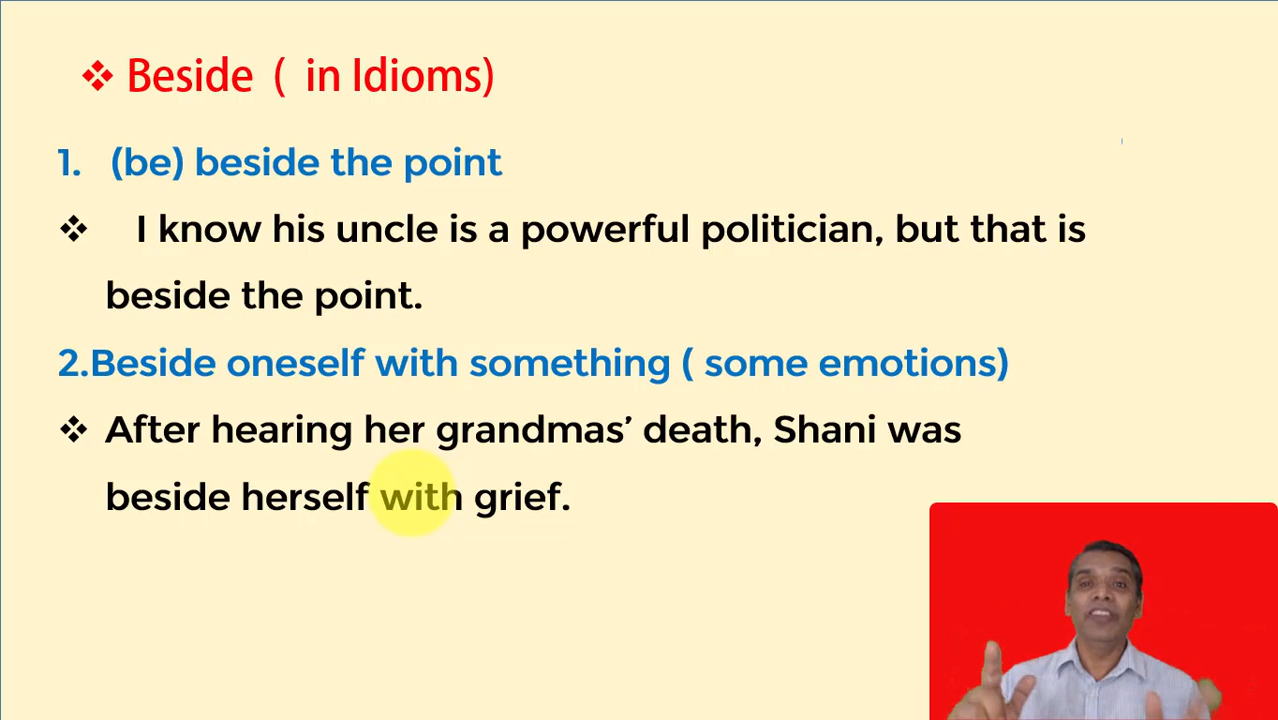 ❖ Beside ( in Idioms)
1. (be) beside the point
❖ I know his uncle is a powerful politician, but that is
beside the point.
2.Beside oneself with something ( some emotions)
❖ After hearing her grandmas’ death, Shani was
beside herself with grief.